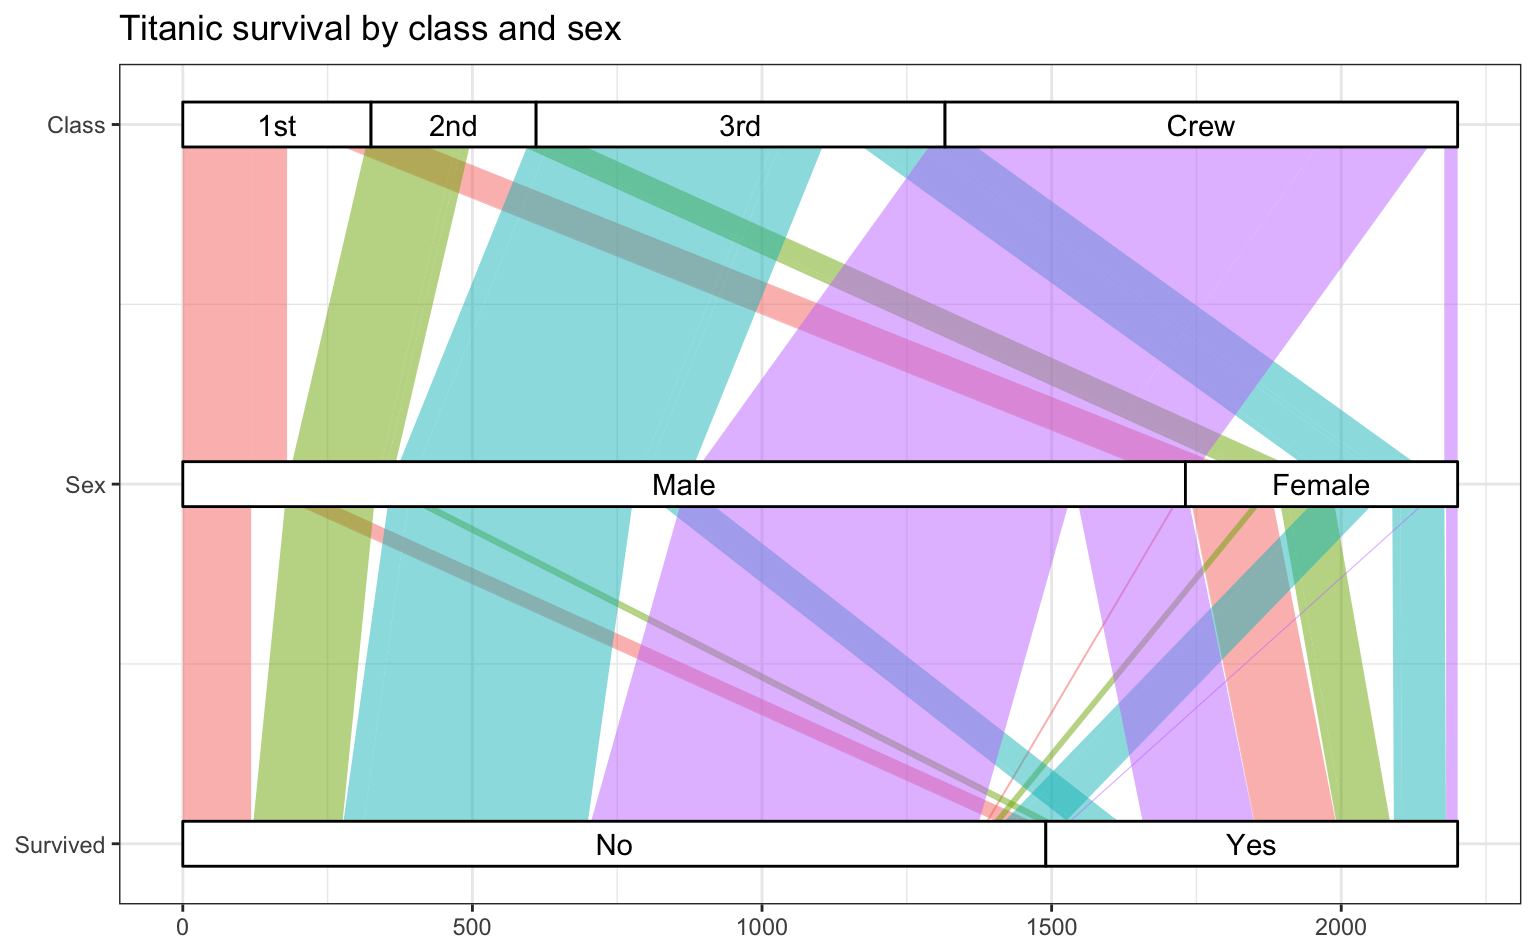 Titanic survival by class and sex
Class
1st 2nd 3rd Crew
Sex
Male Female
Survived
No Yes
0 500 1000 1500 2000